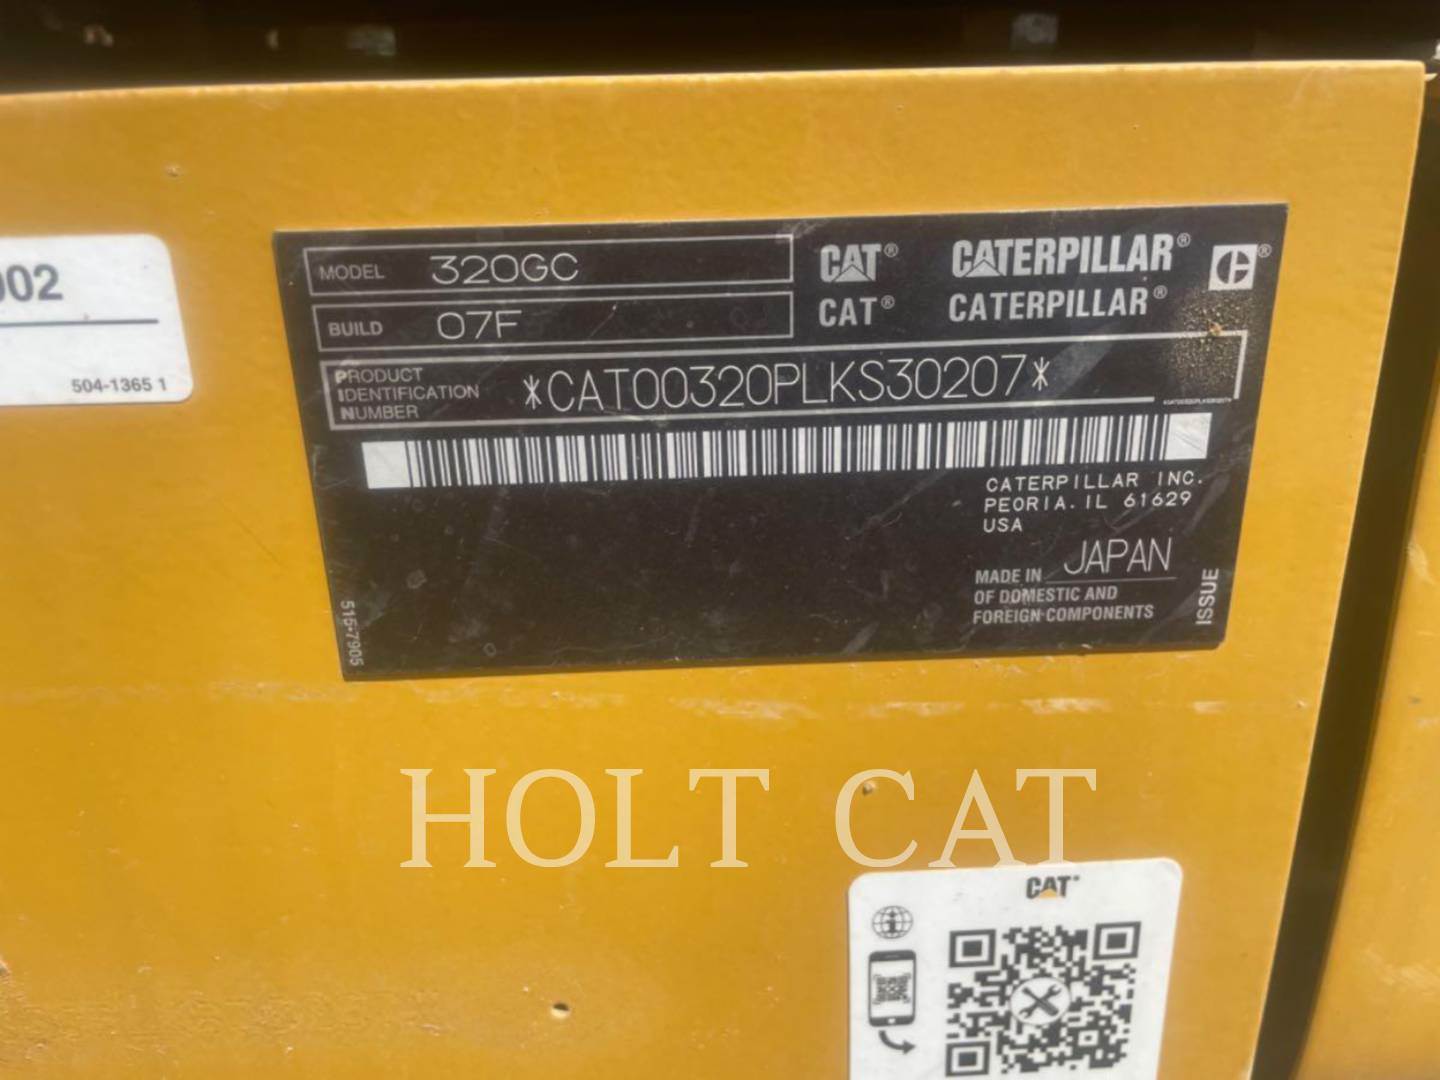 002
504-1365 1
MODEL 320GC
BUILD 07F
CAT® CATERPILLAR®
CAT® CATERPILLAR®
C®
PRODUCT
IDENTIFICATION
NUMBER
*CAT00320PLKS30207*
CATERPILLAR INC.
PEORIA. IL 61629
USA
MADE IN JAPAN
OF DOMESTIC AND
FOREIGN COMPONENTS
ISSUE
515-7905
HOLT CAT
CAT®